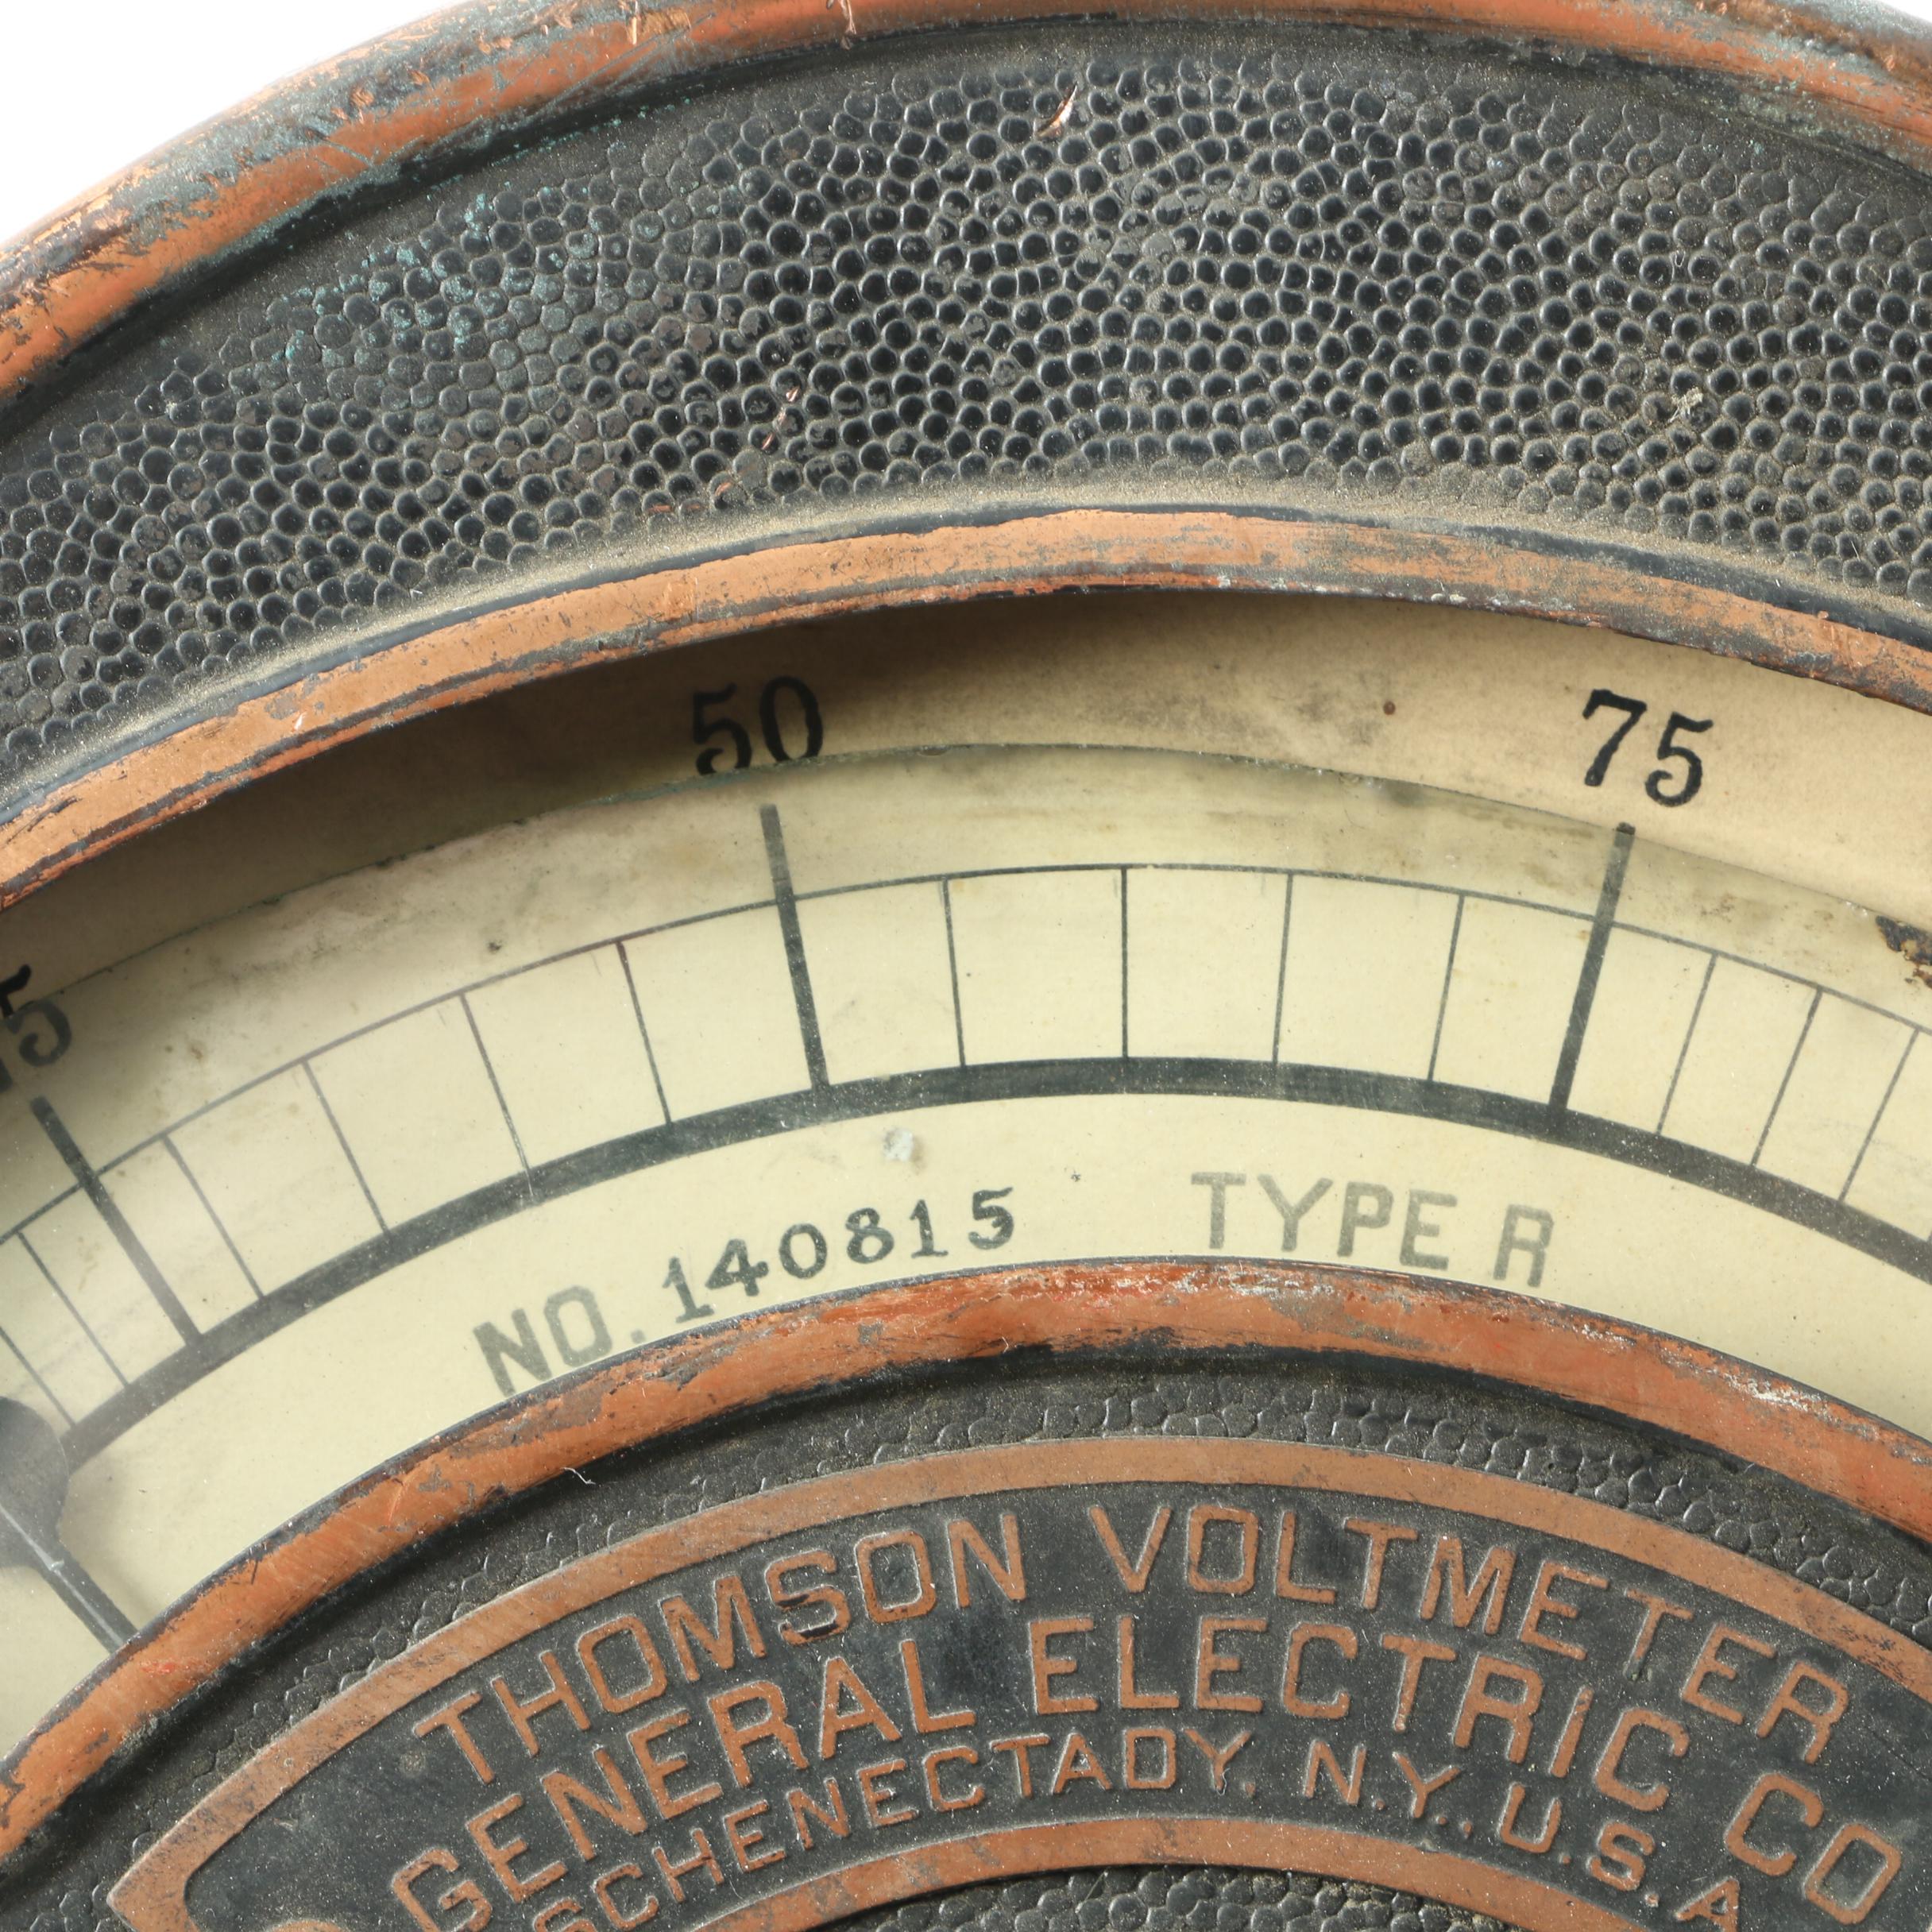 50 75
NO. 140815 TYPE R
THOMSON VOLTMETER
GENERAL ELECTRIC CO
SCHENECTADY, N.Y., U.S.A